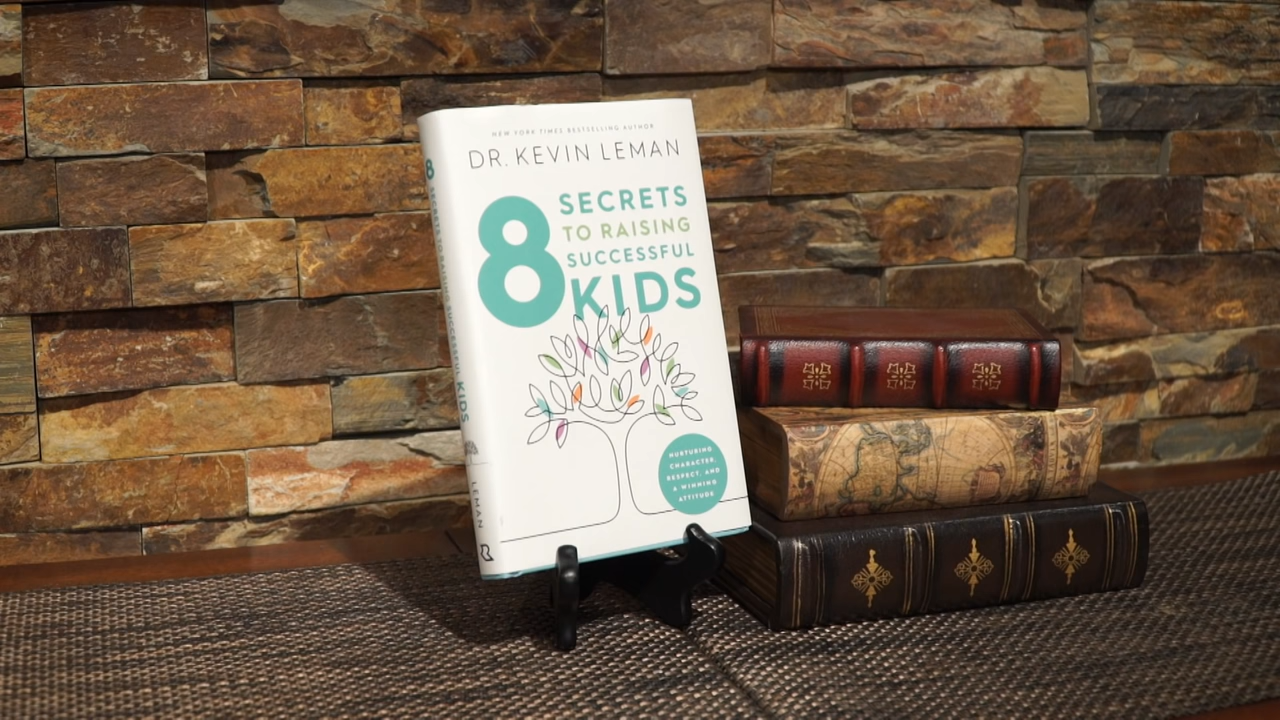 NEW YORK TIMES BESTSELLING AUTHOR
DR. KEVIN LEMAN
8 SECRETS
TO RAISING
SUCCESSFUL
KIDS
NURTURING
CHARACTER,
RESPECT, AND
A WINNING
ATTITUDE
8 SECRETS TO RAISING SUCCESSFUL KIDS
LEMAN